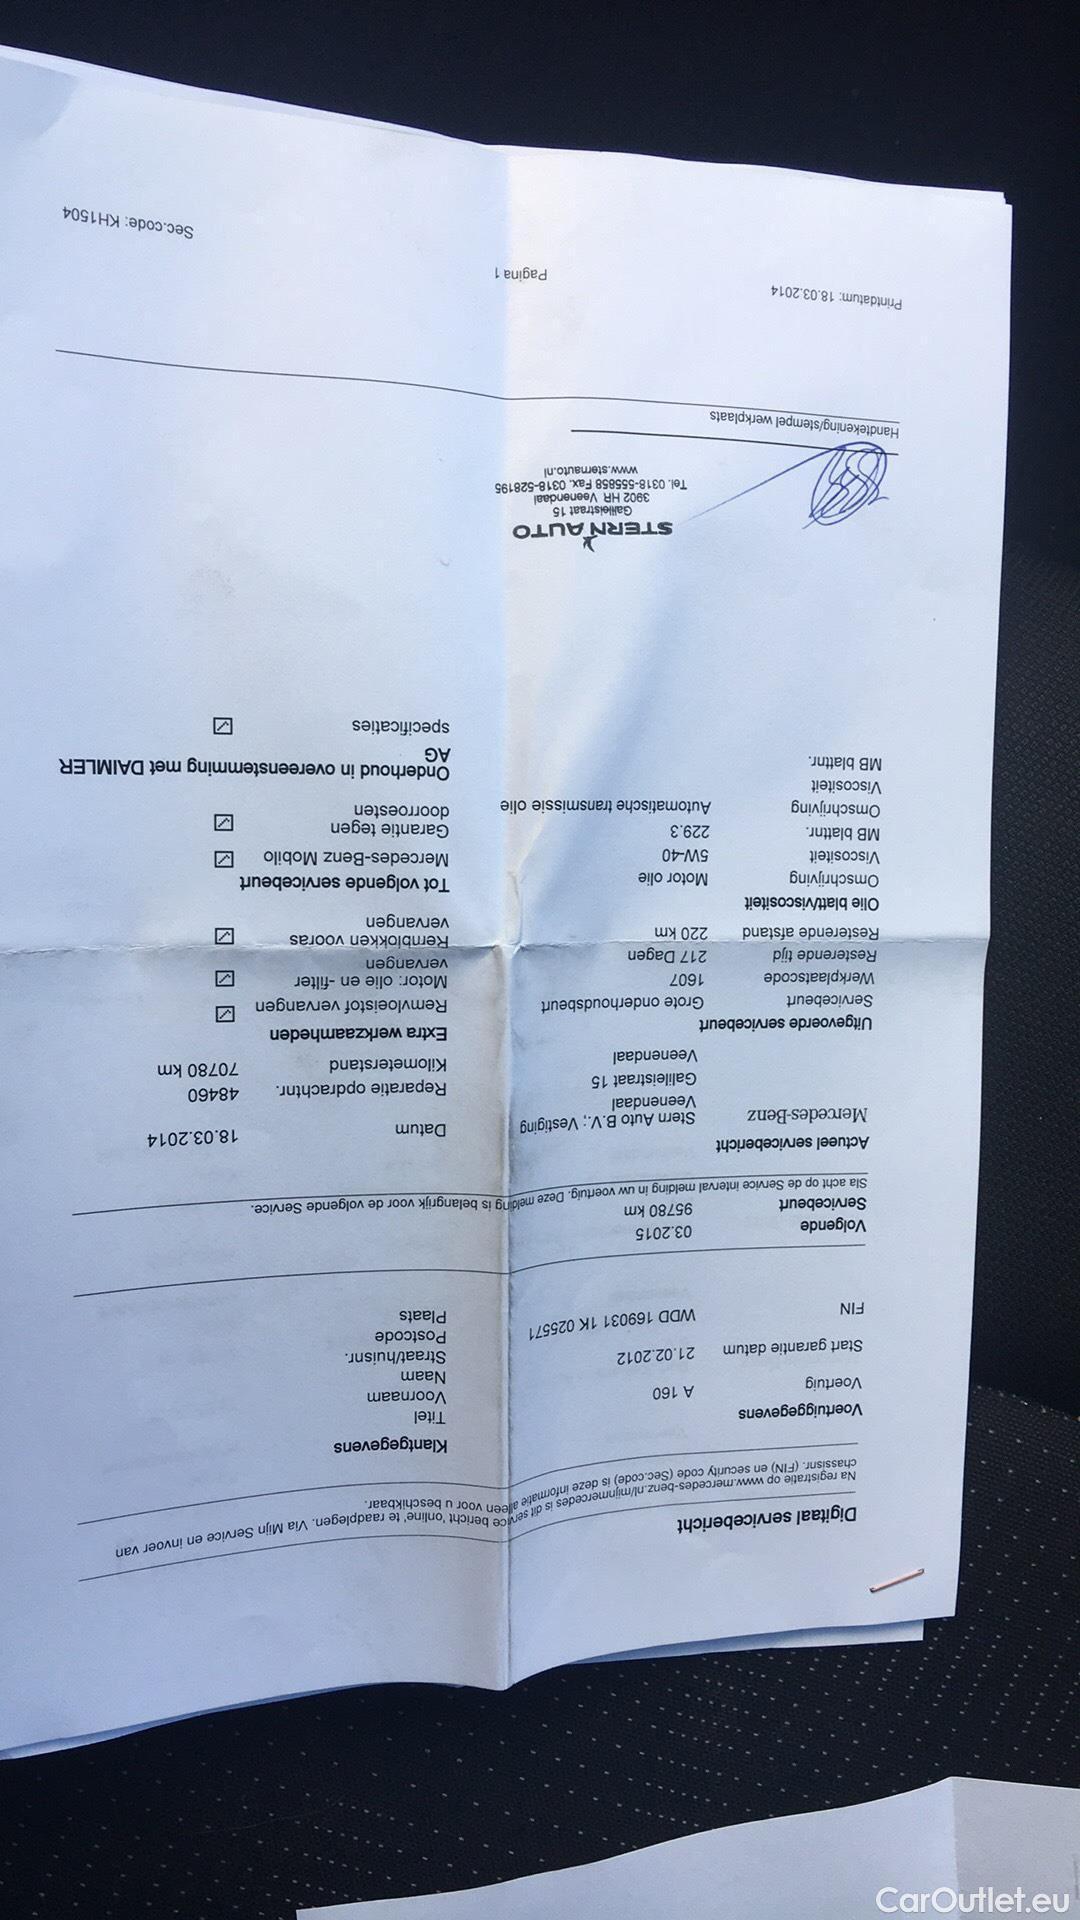 Digitaal servicebericht
Na registratie op www.mercedes-benz.nl/mijnmercedes is dit service bericht 'online', te raadplegen. Via Mijn Service en invoer van
chassisnr. (FIN) en security code (Sec.code) is deze informatie alleen voor u beschikbaar.
Voertuiggegevens
Voertuig A 160
Start garantie datum 21.02.2012
FIN WDD 169031 1K 025571
Klantgegevens
Titel
Voornaam
Naam
Straat/huisnr.
Postcode
Plaats
Volgende 03.2015
Servicebeurt 95780 km
Sla acht op de Service interval melding in uw voertuig. Deze melding is belangrijk voor de volgende Service.
Actueel servicebericht
Mercedes-Benz Stern Auto B.V.; Vestiging
Veenendaal
Galileistraat 15
Veenendaal
Datum 18.03.2014
Reparatie opdrachtnr. 48460
Kilometerstand 70780 km
Uitgevoerde servicebeurt
Servicebeurt Grote onderhoudsbeurt
Werkplaatscode 1607
Resterende tijd 217 Dagen
Resterende afstand 220 km
Olie blatt/viscositeit
Omschrijving Motor olie
Viscositeit 5W-40
MB blattnr. 229.3
Omschrijving Automatische transmissie olie
Viscositeit
MB blattnr.
Extra werkzaamheden
Remvloeistof vervangen
Motor: olie en -filter
vervangen
Remblokken vooras
vervangen
Tot volgende servicebeurt
Mercedes-Benz Mobilo
Garantie tegen
doorroesten
Onderhoud in overeenstemming met DAIMLER
AG
specificaties
STERN AUTO
Galileistraat 15
3902 HR Veenendaal
Tel. 0318-555858 Fax. 0318-528195
www.sternauto.nl
Handtekening/stempel werkplaats
Printdatum: 18.03.2014
Pagina 1
Sec.code: KH1504
CarOutlet.eu